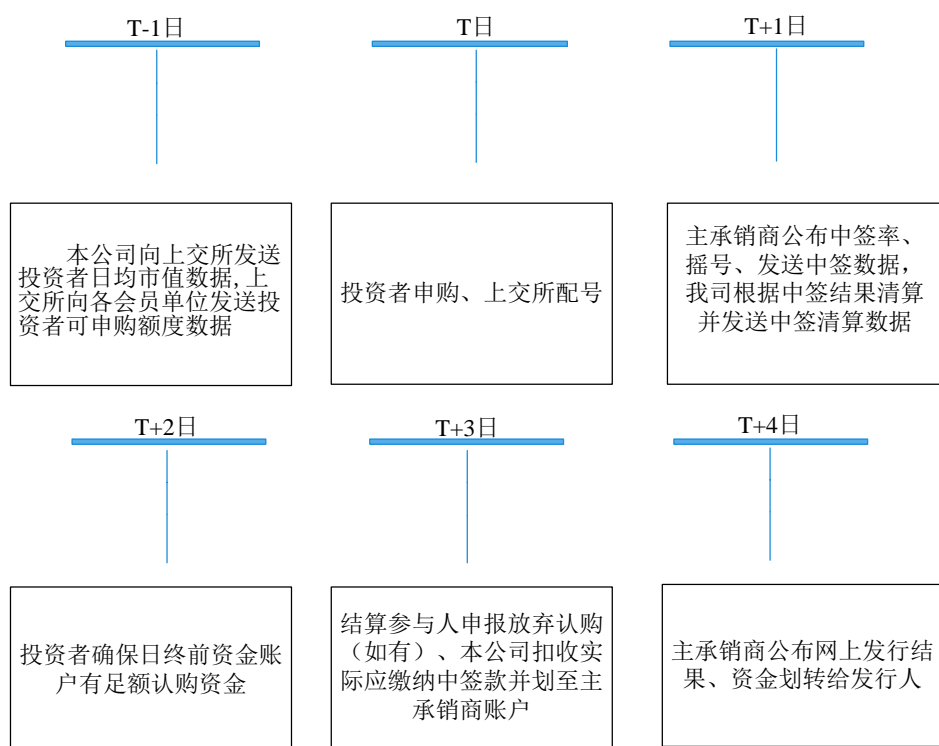 T-1日
T日
T+1日
本公司向上交所发送
投资者日均市值数据,上
交所向各会员单位发送投
资者可申购额度数据
投资者申购、上交所配号
主承销商公布中签率、
摇号、发送中签数据，
我司根据中签结果清算
并发送中签清算数据
T+2日
T+3日
T+4日
投资者确保日终前资金账
户有足额认购资金
结算参与人申报放弃认购
（如有）、本公司扣收实
际应缴纳中签款并划至主
承销商账户
主承销商公布网上发行结
果、资金划转给发行人